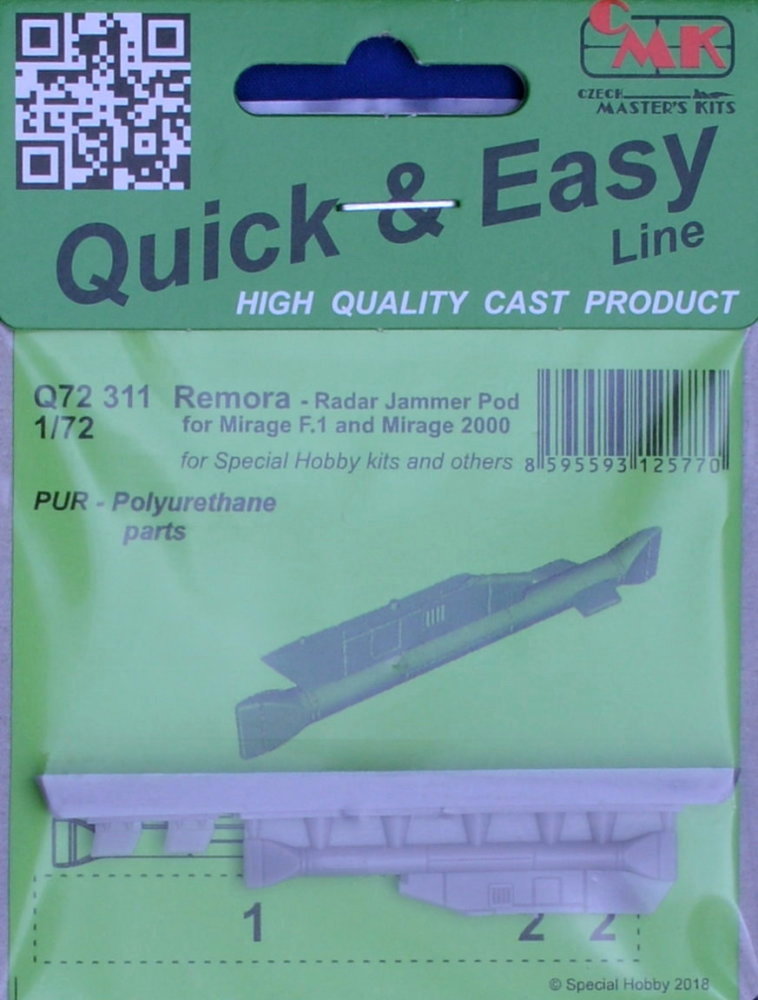 CMK
CZECH
MASTER'S KITS
Quick & Easy
Line
HIGH QUALITY CAST PRODUCT
Q72 311 Remora - Radar Jammer Pod
1/72 for Mirage F.1 and Mirage 2000
for Special Hobby kits and others
8 595593 125770
PUR - Polyurethane
parts
1 2 2
© Special Hobby 2018